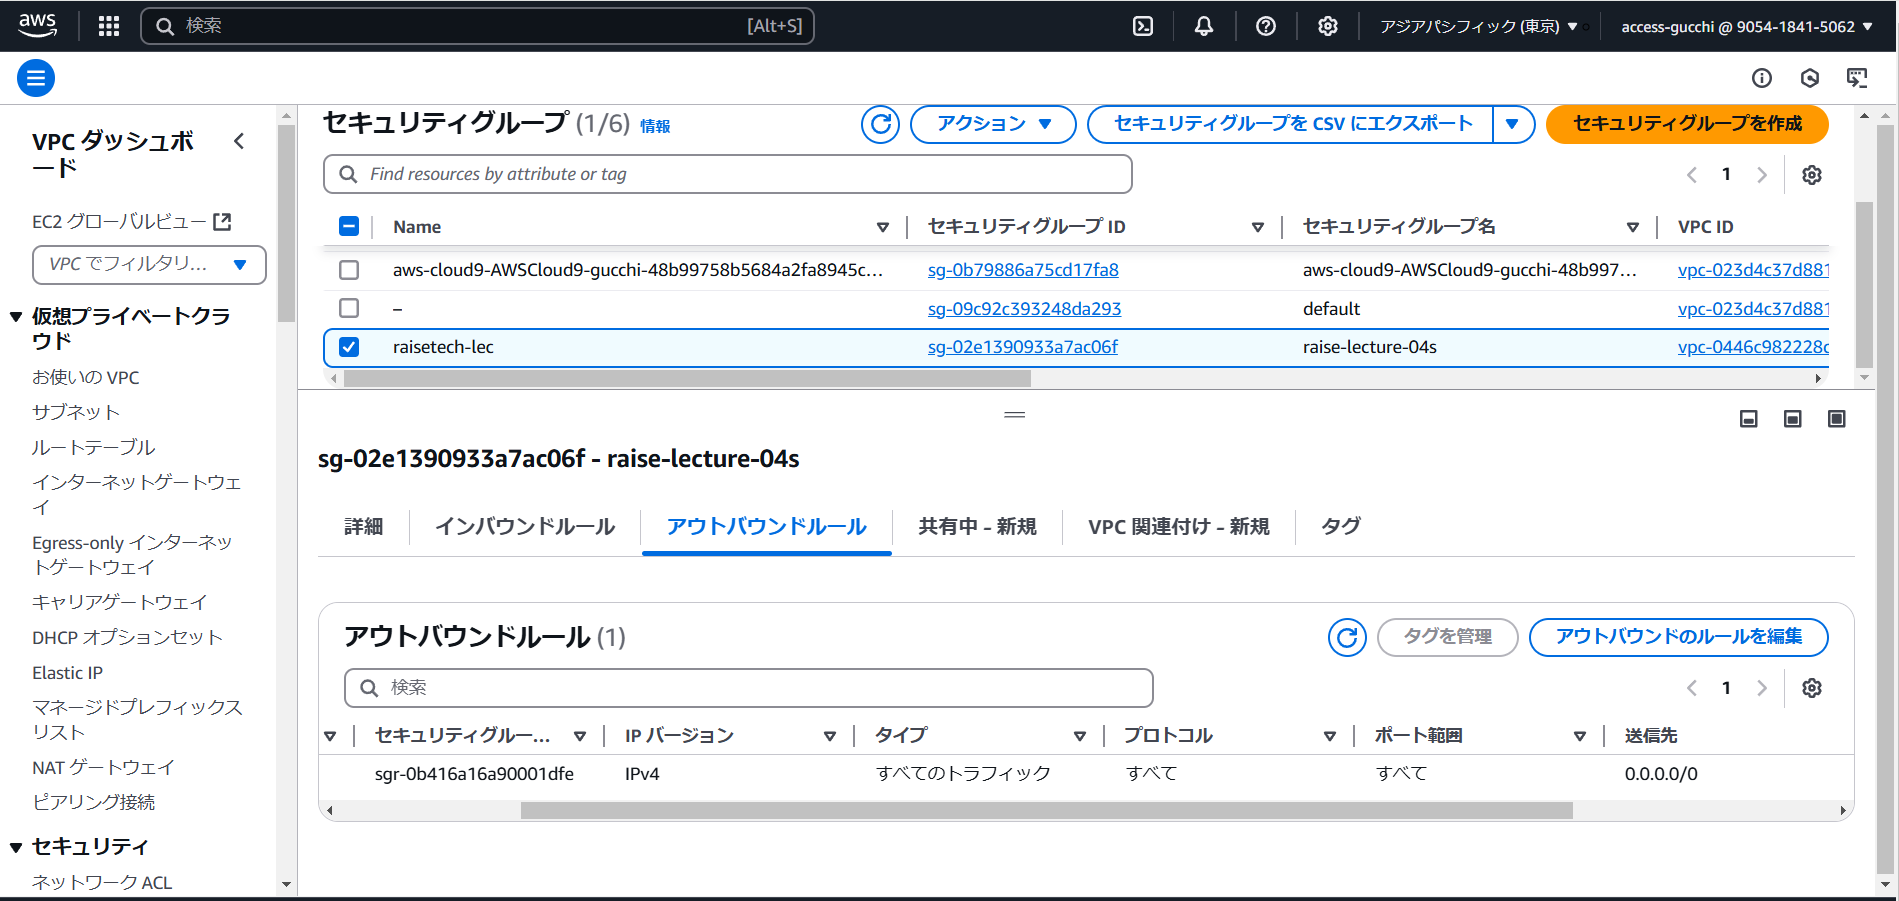 aws
検索 [Alt+S]
アジアパシフィック (東京) ▼
access-gucchi @ 9054-1841-5062 ▼
VPC ダッシュボ
ード
EC2 グローバルビュー
VPC でフィルタリ...
仮想プライベートクラ
ウド
お使いの VPC
サブネット
ルートテーブル
インターネットゲートウェ
イ
Egress-only インターネッ
トゲートウェイ
キャリアゲートウェイ
DHCP オプションセット
Elastic IP
マネージドプレフィックス
リスト
NAT ゲートウェイ
ピアリング接続
セキュリティ
ネットワーク ACL
セキュリティグループ (1/6) 情報
アクション
セキュリティグループを CSV にエクスポート
セキュリティグループを作成
Find resources by attribute or tag
1
Name セキュリティグループ ID セキュリティグループ名 VPC ID
aws-cloud9-AWSCloud9-gucchi-48b99758b5684a2fa8945c... sg-0b79886a75cd17fa8 aws-cloud9-AWSCloud9-gucchi-48b997... vpc-023d4c37d881
– sg-09c92c393248da293 default vpc-023d4c37d881
raisetech-lec sg-02e1390933a7ac06f raise-lecture-04s vpc-0446c982228c
sg-02e1390933a7ac06f - raise-lecture-04s
詳細 インバウンドルール アウトバウンドルール 共有中 – 新規 VPC 関連付け – 新規 タグ
アウトバウンドルール (1)
タグを管理
アウトバウンドのルールを編集
検索
1
セキュリティグルー... IP バージョン タイプ プロトコル ポート範囲 送信先
sgr-0b416a16a90001dfe IPv4 すべてのトラフィック すべて すべて 0.0.0.0/0